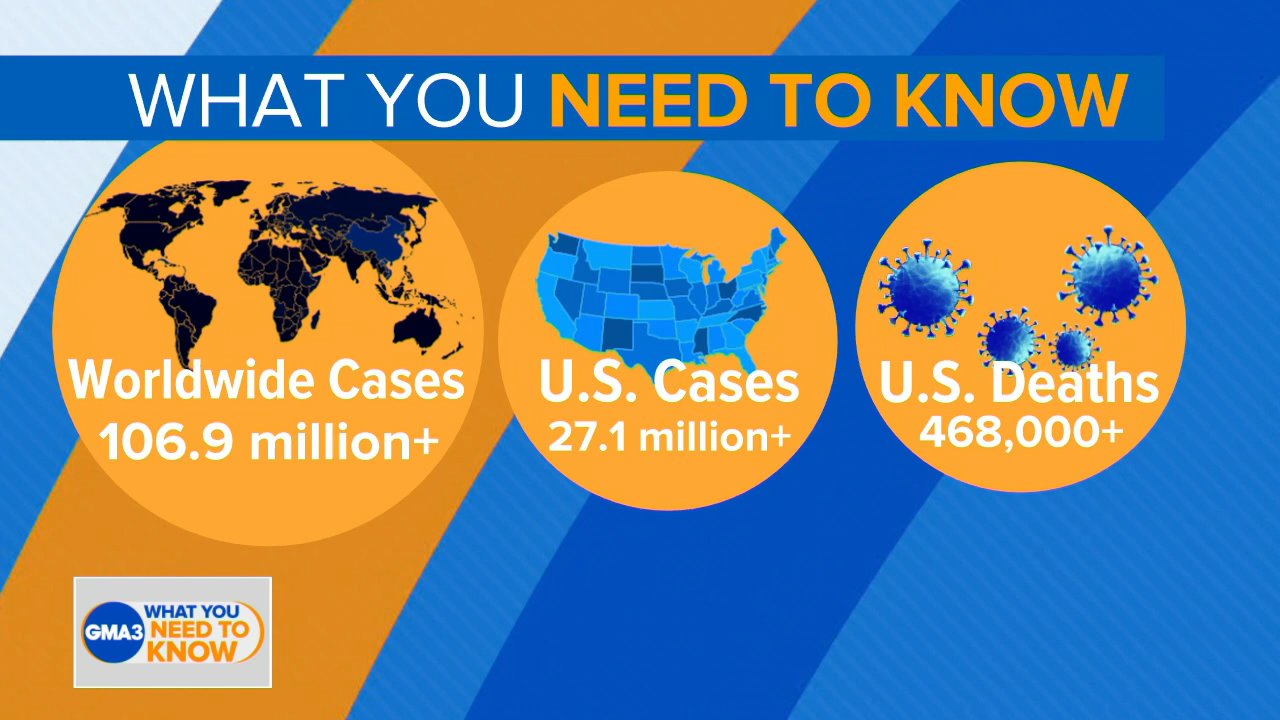 WHAT YOU NEED TO KNOW
Worldwide Cases
106.9 million+
U.S. Cases
27.1 million+
U.S. Deaths
468,000+
GMA3
WHAT YOU
NEED TO
KNOW